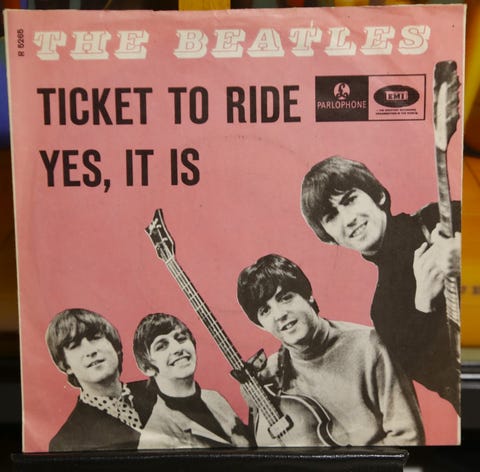 R 5265
THE BEATLES
TICKET TO RIDE
YES, IT IS
PARLOPHONE
EMI